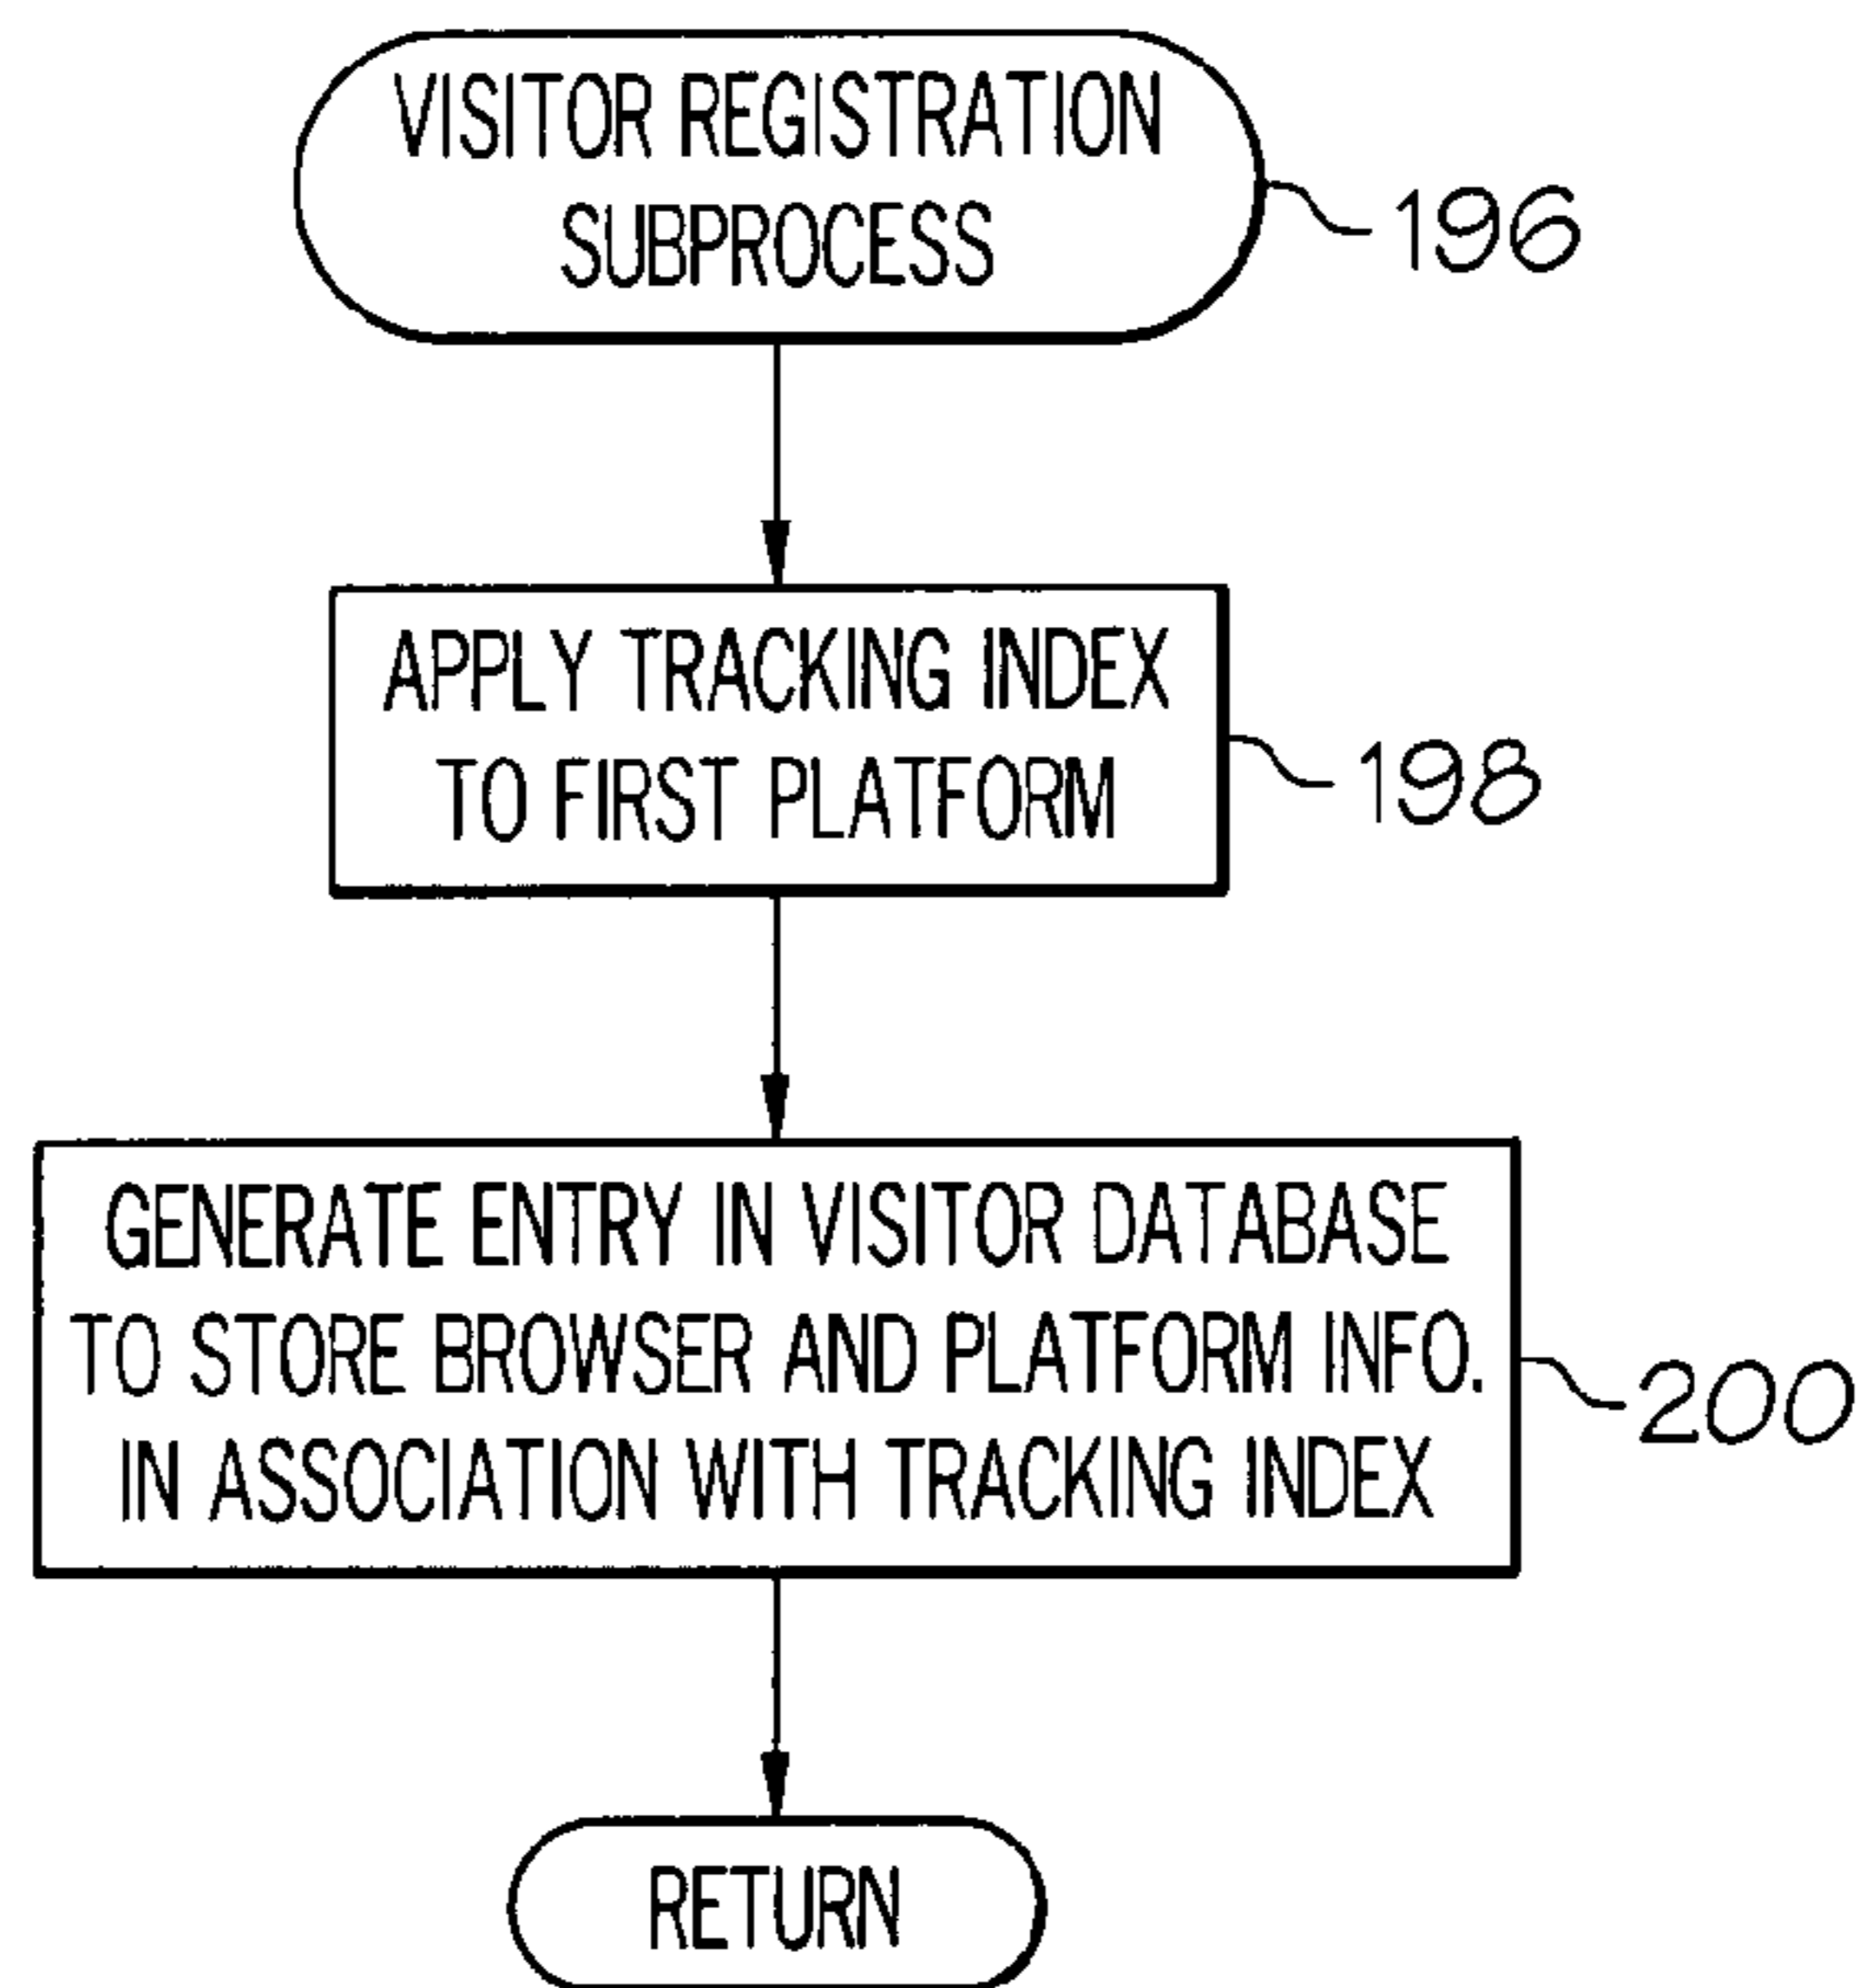 VISITOR REGISTRATION
SUBPROCESS
196
APPLY TRACKING INDEX
TO FIRST PLATFORM
198
GENERATE ENTRY IN VISITOR DATABASE
TO STORE BROWSER AND PLATFORM INFO.
IN ASSOCIATION WITH TRACKING INDEX
200
RETURN